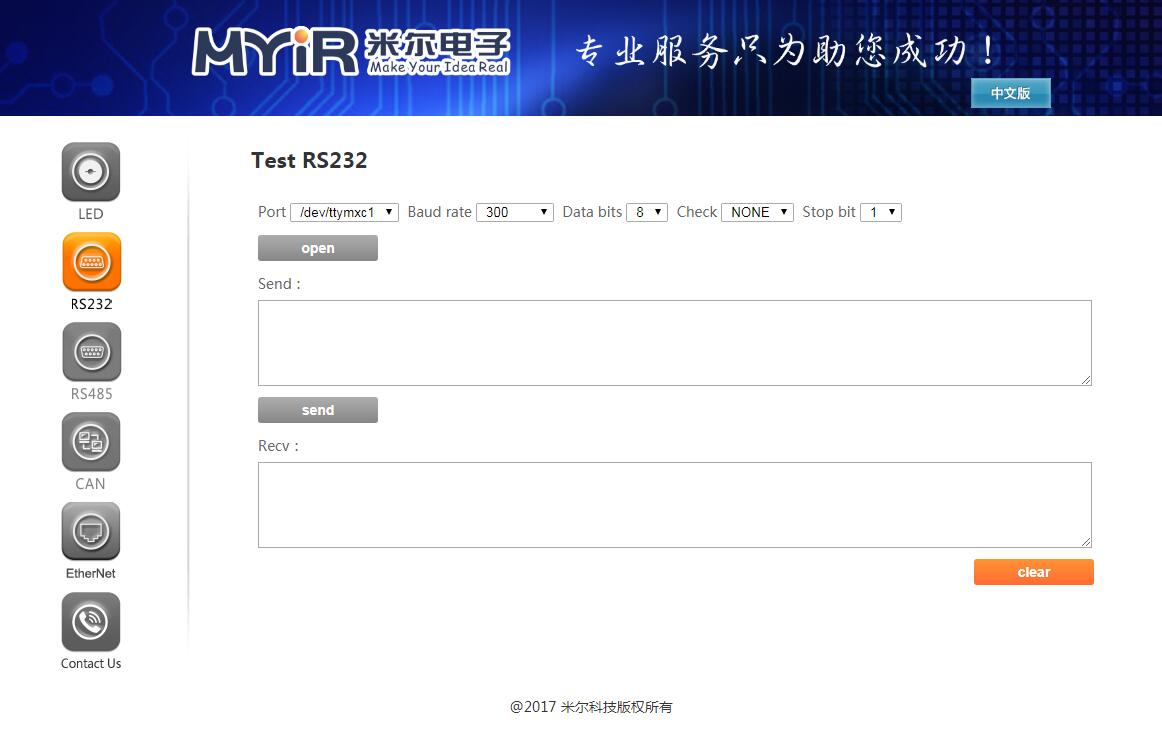 MYiR 米尔电子
Make Your Idea Real
专业服务只为助您成功！
中文版
LED
RS232
RS485
CAN
EtherNet
Contact Us
Test RS232
Port /dev/ttymxc1 Baud rate 300 Data bits 8 Check NONE Stop bit 1
open
Send：
send
Recv：
clear
@2017 米尔科技版权所有